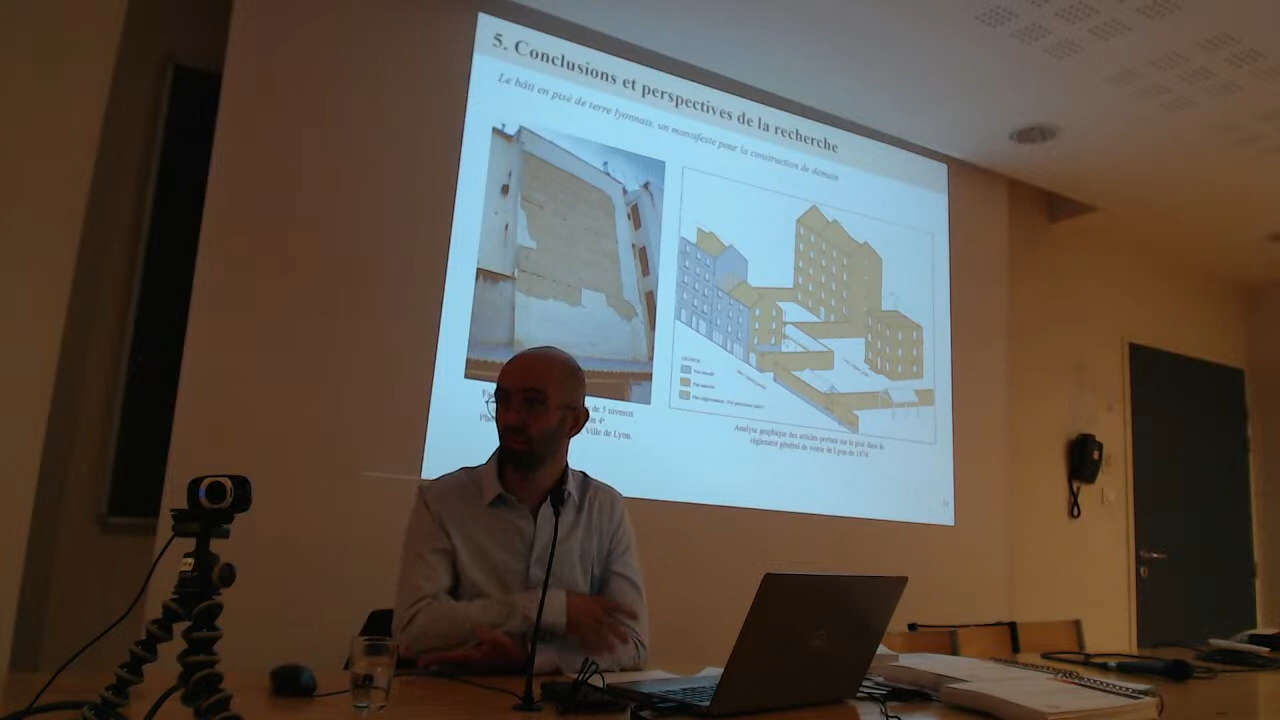 5. Conclusions et perspectives de la recherche
Le bâti en pisé de terre lyonnais, un manifeste pour la construction de demain
de 5 niveaux
Ville de Lyon.
Analyse graphique des articles portant sur le pisé dans le
règlement général de voirie de Lyon de 1874